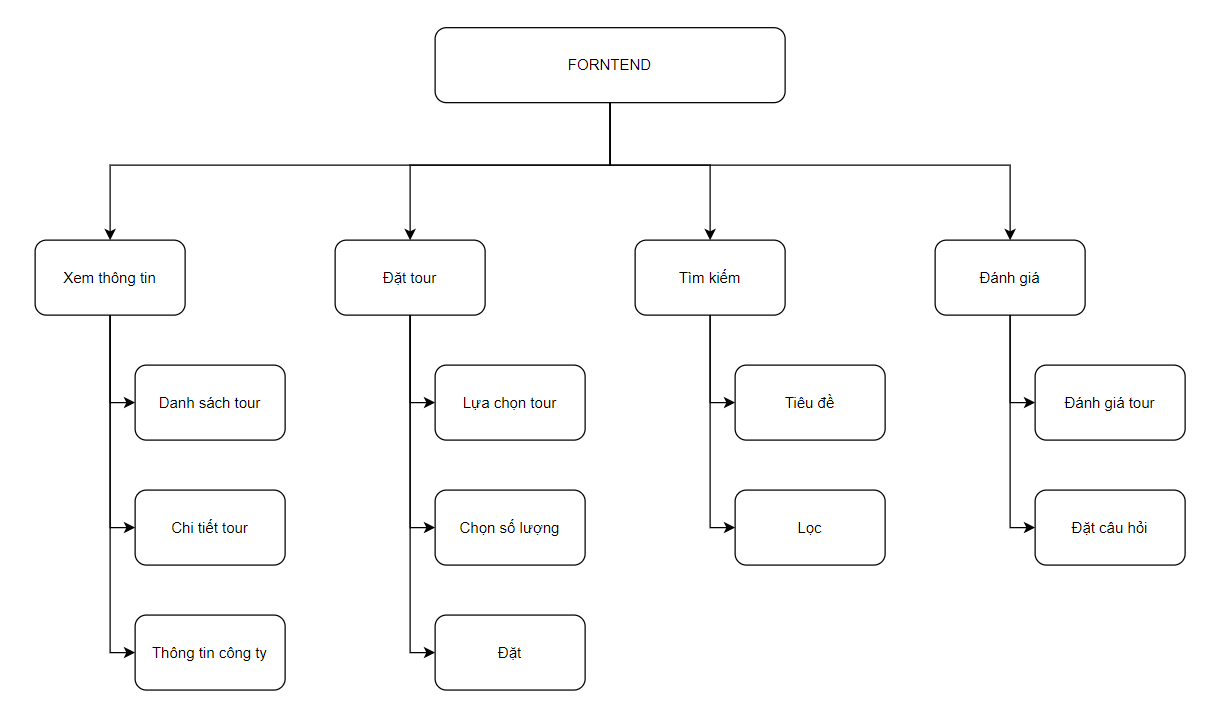 FORNTEND
Xem thông tin
Đặt tour
Tìm kiếm
Đánh giá
Danh sách tour
Lựa chọn tour
Tiêu đề
Đánh giá tour
Chi tiết tour
Chọn số lượng
Lọc
Đặt câu hỏi
Thông tin công ty
Đặt